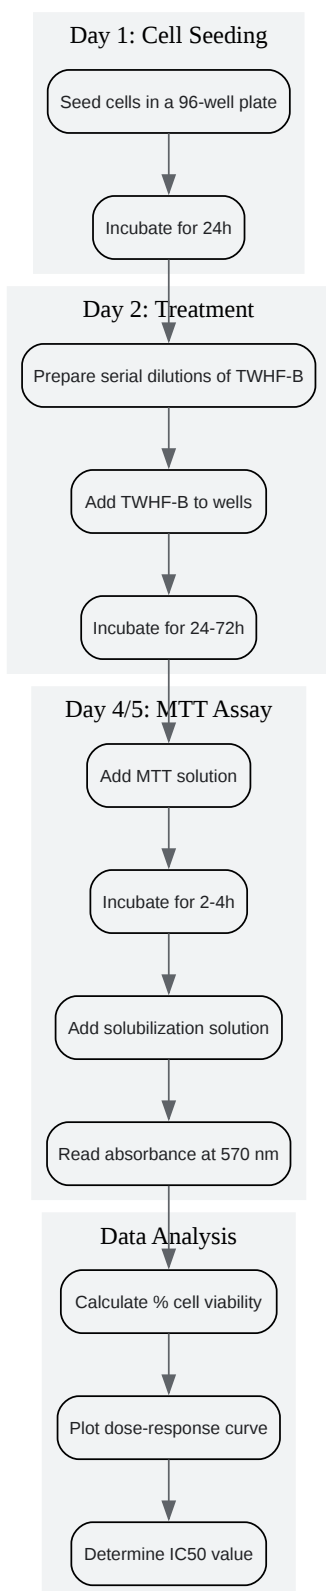 Day 1: Cell Seeding
Seed cells in a 96-well plate
Incubate for 24h
Day 2: Treatment
Prepare serial dilutions of TWHF-B
Add TWHF-B to wells
Incubate for 24-72h
Day 4/5: MTT Assay
Add MTT solution
Incubate for 2-4h
Add solubilization solution
Read absorbance at 570 nm
Data Analysis
Calculate % cell viability
Plot dose-response curve
Determine IC50 value